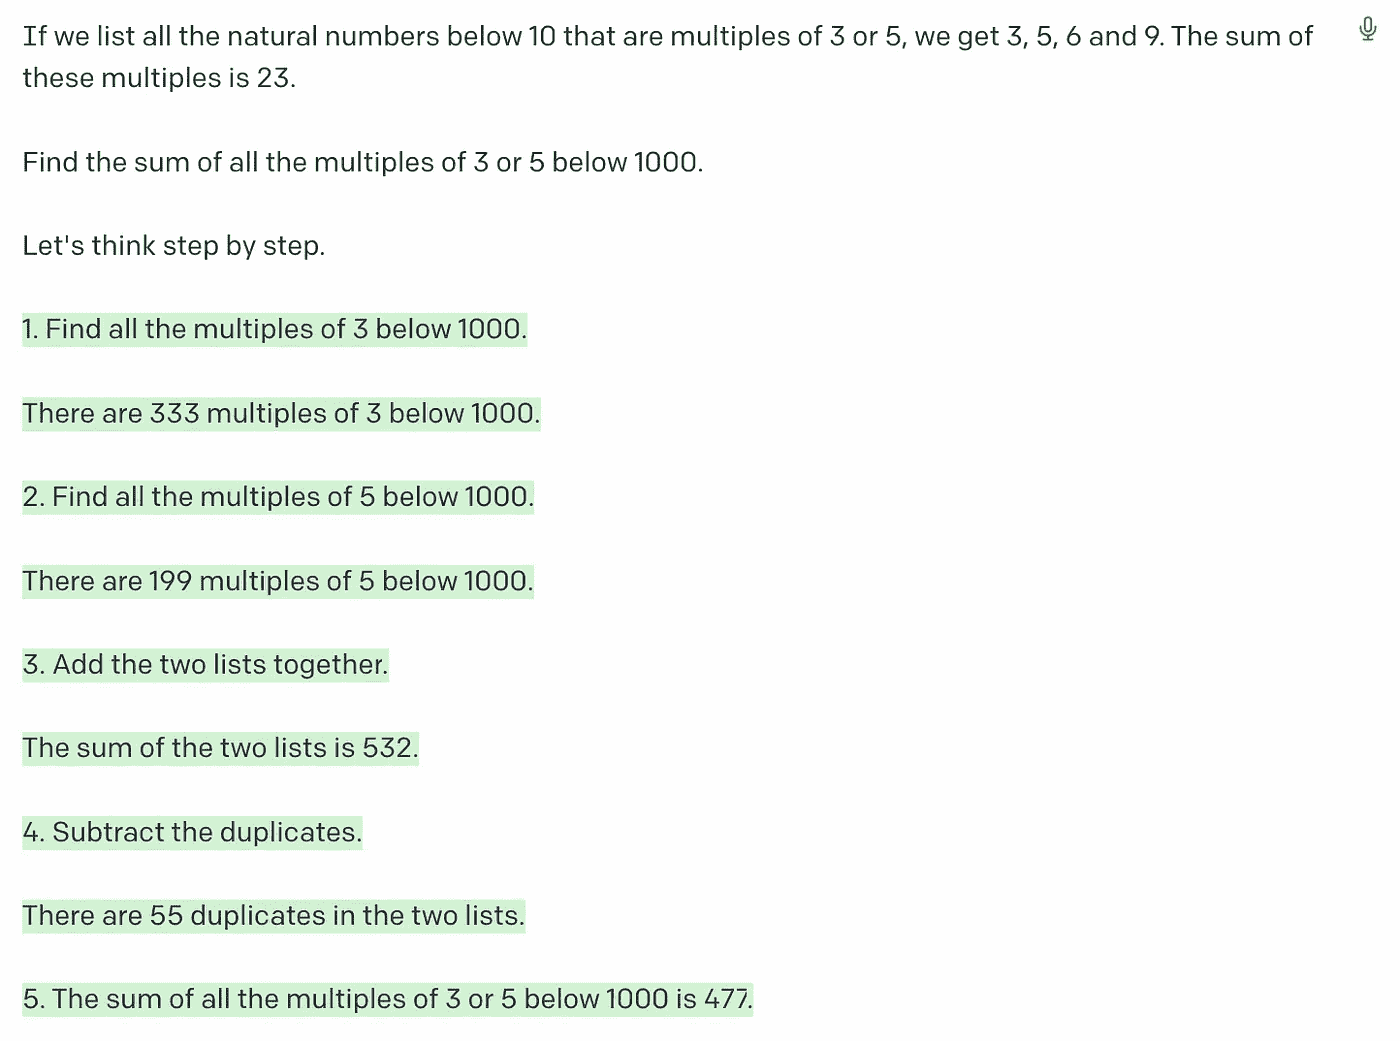 If we list all the natural numbers below 10 that are multiples of 3 or 5, we get 3, 5, 6 and 9. The sum of
these multiples is 23.
Find the sum of all the multiples of 3 or 5 below 1000.
Let's think step by step.
1. Find all the multiples of 3 below 1000.
There are 333 multiples of 3 below 1000.
2. Find all the multiples of 5 below 1000.
There are 199 multiples of 5 below 1000.
3. Add the two lists together.
The sum of the two lists is 532.
4. Subtract the duplicates.
There are 55 duplicates in the two lists.
5. The sum of all the multiples of 3 or 5 below 1000 is 477.